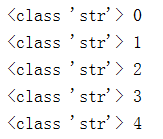 <class 'str'> 0
<class 'str'> 1
<class 'str'> 2
<class 'str'> 3
<class 'str'> 4